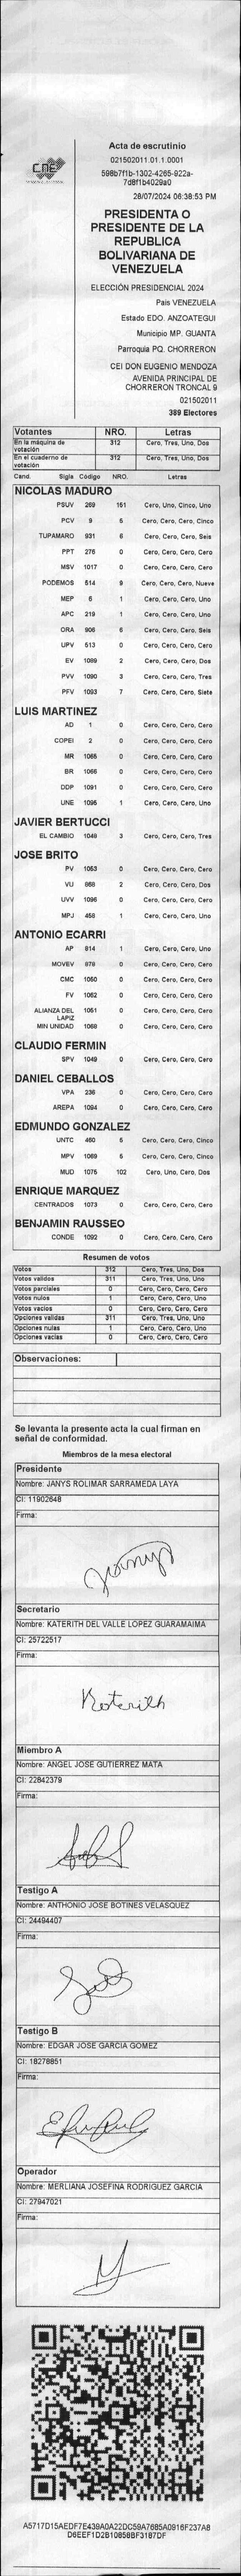 Acta de escrutinio
021502011.01.1.0001
598b7f1b-1302-4265-922a-
7d8f1b4029a0
28/07/2024 06:38:53 PM
CNE
PRESIDENTA O
PRESIDENTE DE LA
REPUBLICA
BOLIVARIANA DE
VENEZUELA
ELECCIÓN PRESIDENCIAL 2024
Pais VENEZUELA
Estado EDO. ANZOATEGUI
Municipio MP. GUANTA
Parroquia PQ. CHORRERON
CEI DON EUGENIO MENDOZA
AVENIDA PRINCIPAL DE
CHORRERON TRONCAL 9
021502011
389 Electores
Votantes NRO. Letras
En la máquina de votación 312 Cero, Tres, Uno, Dos
En el cuaderno de votación 312 Cero, Tres, Uno, Dos
Cand. Sigla Código NRO. Letras
NICOLAS MADURO
PSUV 269 151 Cero, Uno, Cinco, Uno
PCV 9 5 Cero, Cero, Cero, Cinco
TUPAMARO 931 6 Cero, Cero, Cero, Seis
PPT 276 0 Cero, Cero, Cero, Cero
MSV 1017 0 Cero, Cero, Cero, Cero
PODEMOS 514 9 Cero, Cero, Cero, Nueve
MEP 6 1 Cero, Cero, Cero, Uno
APC 219 1 Cero, Cero, Cero, Uno
ORA 906 6 Cero, Cero, Cero, Seis
UPV 513 0 Cero, Cero, Cero, Cero
EV 1089 2 Cero, Cero, Cero, Dos
PVV 1090 3 Cero, Cero, Cero, Tres
PFV 1093 7 Cero, Cero, Cero, Siete
LUIS MARTINEZ
AD 1 0 Cero, Cero, Cero, Cero
COPEI 2 0 Cero, Cero, Cero, Cero
MR 1065 0 Cero, Cero, Cero, Cero
BR 1066 0 Cero, Cero, Cero, Cero
DDP 1091 0 Cero, Cero, Cero, Cero
UNE 1095 1 Cero, Cero, Cero, Uno
JAVIER BERTUCCI
EL CAMBIO 1048 3 Cero, Cero, Cero, Tres
JOSE BRITO
PV 1053 0 Cero, Cero, Cero, Cero
VU 868 2 Cero, Cero, Cero, Dos
UVV 1096 0 Cero, Cero, Cero, Cero
MPJ 458 1 Cero, Cero, Cero, Uno
ANTONIO ECARRI
AP 814 1 Cero, Cero, Cero, Uno
MOVEV 878 0 Cero, Cero, Cero, Cero
CMC 1050 0 Cero, Cero, Cero, Cero
FV 1052 0 Cero, Cero, Cero, Cero
ALIANZA DEL LAPIZ 1051 0 Cero, Cero, Cero, Cero
MIN UNIDAD 1068 0 Cero, Cero, Cero, Cero
CLAUDIO FERMIN
SPV 1049 0 Cero, Cero, Cero, Cero
DANIEL CEBALLOS
VPA 236 0 Cero, Cero, Cero, Cero
AREPA 1094 0 Cero, Cero, Cero, Cero
EDMUNDO GONZALEZ
UNTC 460 5 Cero, Cero, Cero, Cinco
MPV 1069 5 Cero, Cero, Cero, Cinco
MUD 1075 102 Cero, Uno, Cero, Dos
ENRIQUE MARQUEZ
CENTRADOS 1073 0 Cero, Cero, Cero, Cero
BENJAMIN RAUSSEO
CONDE 1092 0 Cero, Cero, Cero, Cero
Resumen de votos
Votos 312 Cero, Tres, Uno, Dos
Votos validos 311 Cero, Tres, Uno, Uno
Votos parciales 0 Cero, Cero, Cero, Cero
Votos nulos 1 Cero, Cero, Cero, Uno
Votos vacios 0 Cero, Cero, Cero, Cero
Opciones validas 311 Cero, Tres, Uno, Uno
Opciones nulas 1 Cero, Cero, Cero, Uno
Opciones vacias 0 Cero, Cero, Cero, Cero
Observaciones:
Se levanta la presente acta la cual firman en
señal de conformidad.
Miembros de la mesa electoral
Presidente
Nombre: JANYS ROLIMAR SARRAMEDA LAYA
CI: 11902648
Firma:
Janys
Secretario
Nombre: KATERITH DEL VALLE LOPEZ GUARAMAIMA
CI: 25722517
Firma:
Katerith
Miembro A
Nombre: ANGEL JOSE GUTIERREZ MATA
CI: 22842379
Firma:
Testigo A
Nombre: ANTHONIO JOSE BOTINES VELASQUEZ
CI: 24494407
Firma:
Testigo B
Nombre: EDGAR JOSE GARCIA GOMEZ
CI: 18278851
Firma:
Operador
Nombre: MERLIANA JOSEFINA RODRIGUEZ GARCIA
CI: 27947021
Firma:
A5717D15AEDF7E439A0A22DC59A7685A0916F237A8
D6EEF1D2B10858BF3187DF